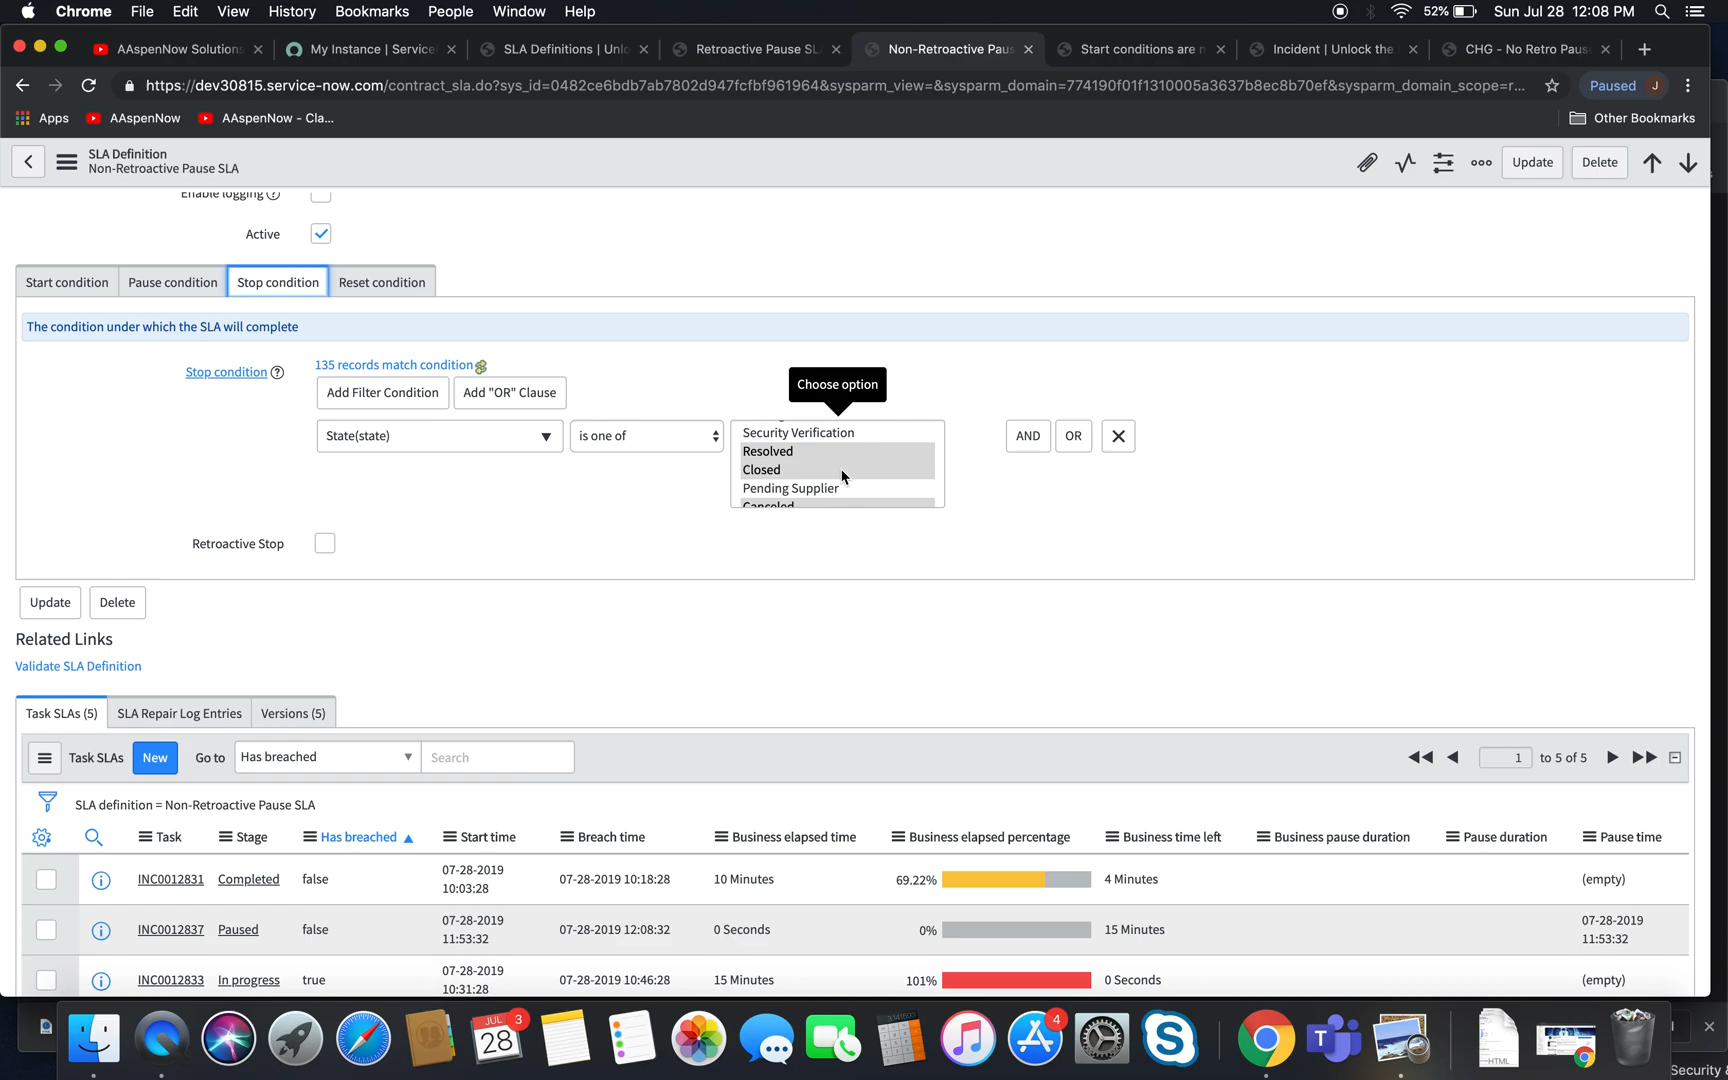 Chrome File Edit View History Bookmarks People Window Help 52% Sun Jul 28 12:08 PM
AAspenNow Solutions My Instance | Service SLA Definitions | Unlo Retroactive Pause SL Non-Retroactive Paus Start conditions are n Incident | Unlock the CHG - No Retro Paus
https://dev30815.service-now.com/contract_sla.do?sys_id=0482ce6bdb7ab7802d947fcfbf961964&sysparm_view=&sysparm_domain=774190f01f1310005a3637b8ec8b70ef&sysparm_domain_scope=r... Paused J
Apps AAspenNow AAspenNow - Cla... Other Bookmarks
SLA Definition
Non-Retroactive Pause SLA
Update Delete
Enable logging
Active
Start condition Pause condition Stop condition Reset condition
The condition under which the SLA will complete
Stop condition 135 records match condition
Add Filter Condition Add "OR" Clause
Choose option
State(state) is one of
Security Verification
Resolved
Closed
Pending Supplier
Canceled
AND OR
Retroactive Stop
Update Delete
Related Links
Validate SLA Definition
Task SLAs (5) SLA Repair Log Entries Versions (5)
Task SLAs New Go to Has breached Search 1 to 5 of 5
SLA definition = Non-Retroactive Pause SLA
Task Stage Has breached Start time Breach time Business elapsed time Business elapsed percentage Business time left Business pause duration Pause duration Pause time
INC0012831 Completed false 07-28-2019 10:03:28 07-28-2019 10:18:28 10 Minutes 69.22% 4 Minutes (empty)
INC0012837 Paused false 07-28-2019 11:53:32 07-28-2019 12:08:32 0 Seconds 0% 15 Minutes 07-28-2019 11:53:32
INC0012833 In progress true 07-28-2019 10:31:28 07-28-2019 10:46:28 15 Minutes 101% 0 Seconds (empty)
JUL 28 3 4
HTML
Security